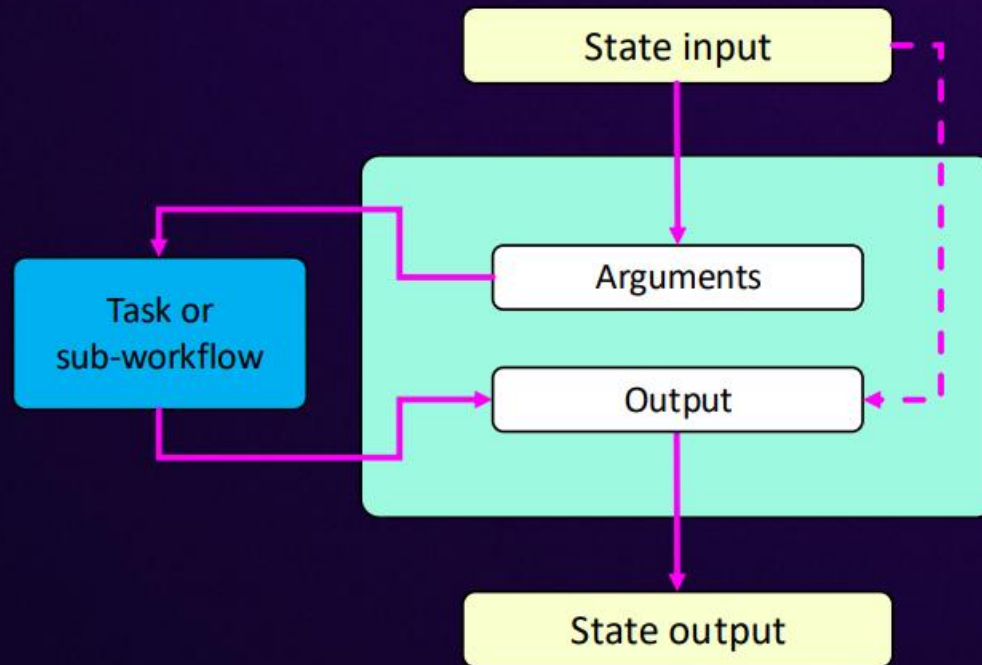 State input
Arguments
Task or
sub-workflow
Output
State output